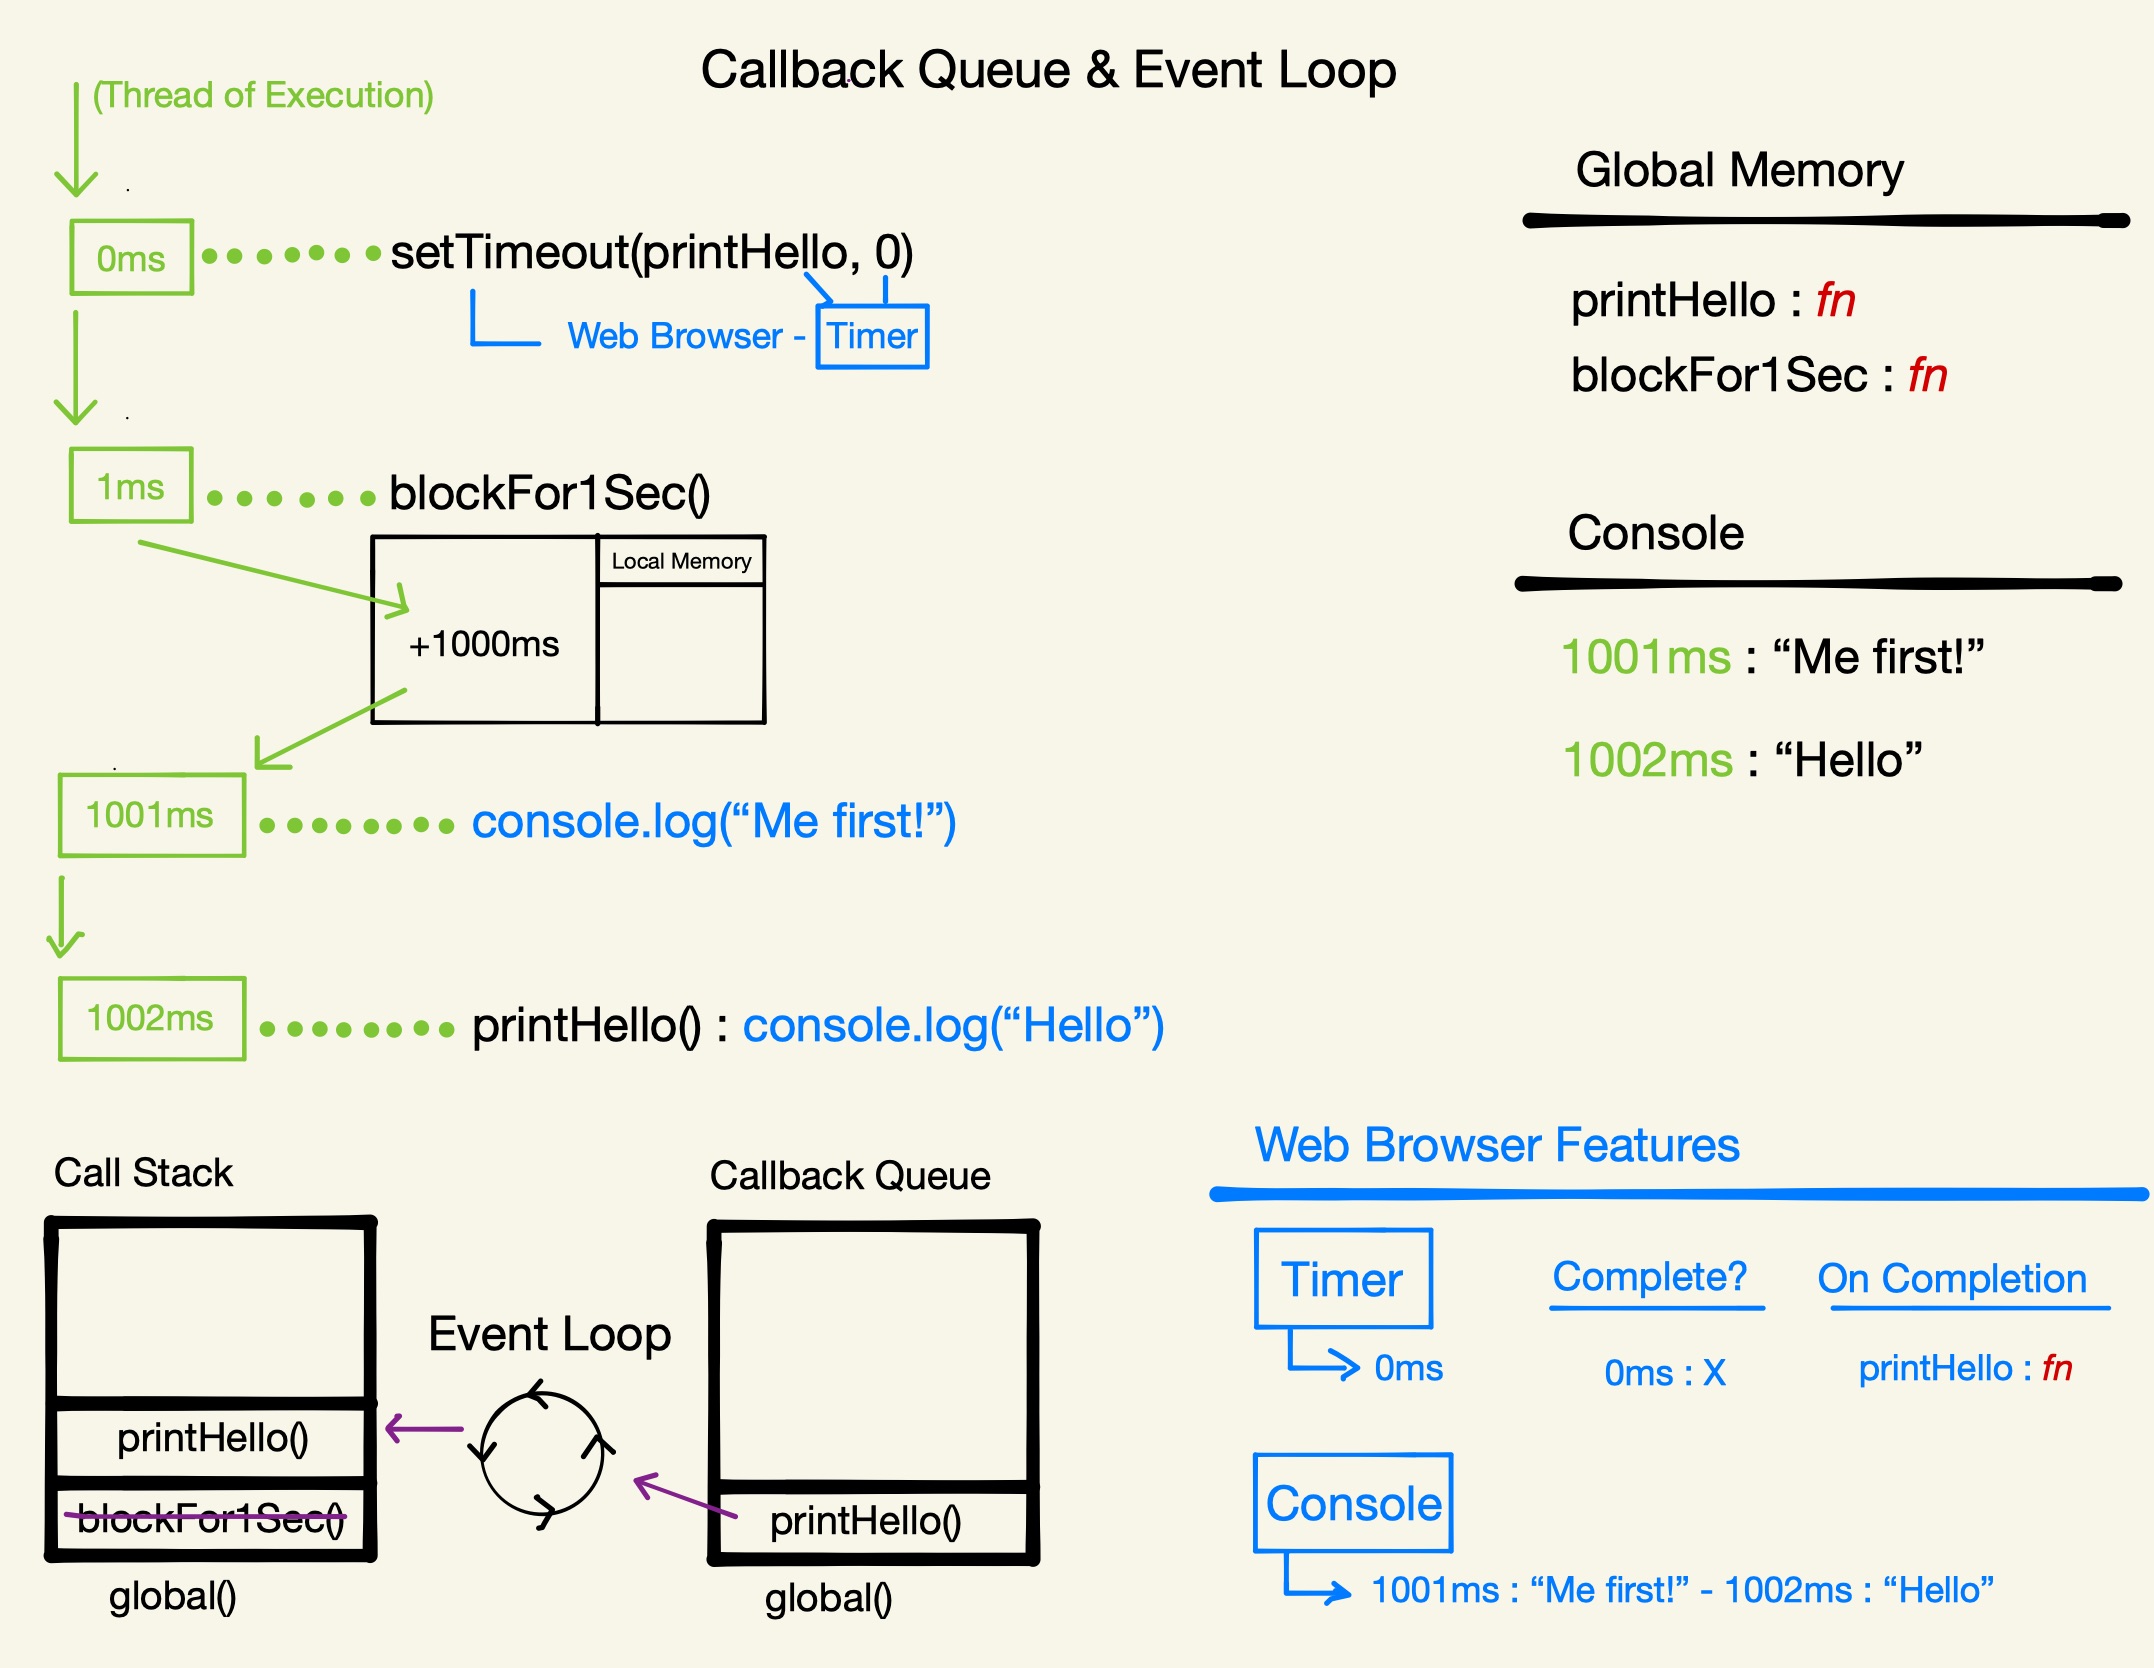 Callback Queue & Event Loop
(Thread of Execution)
0ms
setTimeout(printHello, 0)
Web Browser - Timer
1ms
blockFor1Sec()
Local Memory
+1000ms
1001ms
console.log(“Me first!”)
1002ms
printHello() : console.log(“Hello”)
Global Memory
printHello : fn
blockFor1Sec : fn
Console
1001ms : “Me first!”
1002ms : “Hello”
Call Stack
printHello()
blockFor1Sec()
global()
Event Loop
Callback Queue
printHello()
global()
Web Browser Features
Timer
Complete?
On Completion
0ms
0ms : X
printHello : fn
Console
1001ms : “Me first!” - 1002ms : “Hello”